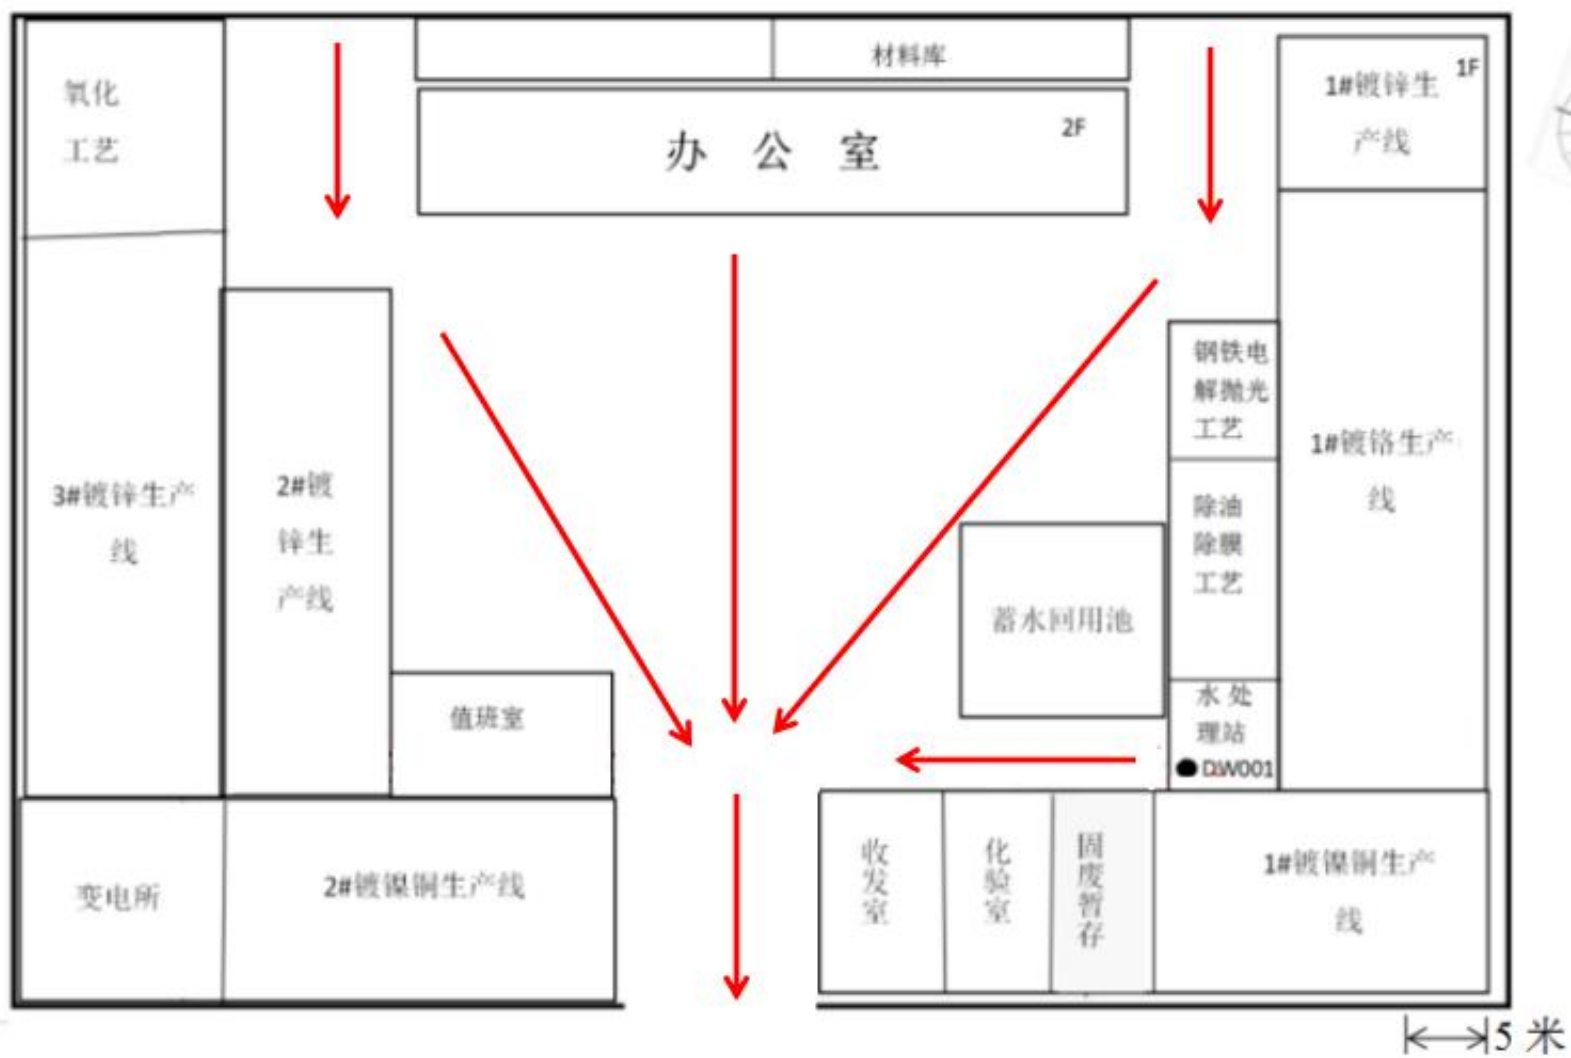 氧化
工艺
材料库
办 公 室
2F
1#镀锌生
产线
1F
3#镀锌生产
线
2#镀
锌生
产线
值班室
钢铁电
解抛光
工艺
除油
除膜
工艺
1#镀铬生产
线
蓄水回用池
水处
理站
DW001
变电所
2#镀镍铜生产线
收发室
化验室
固废暂存
1#镀镍铜生产
线
5 米